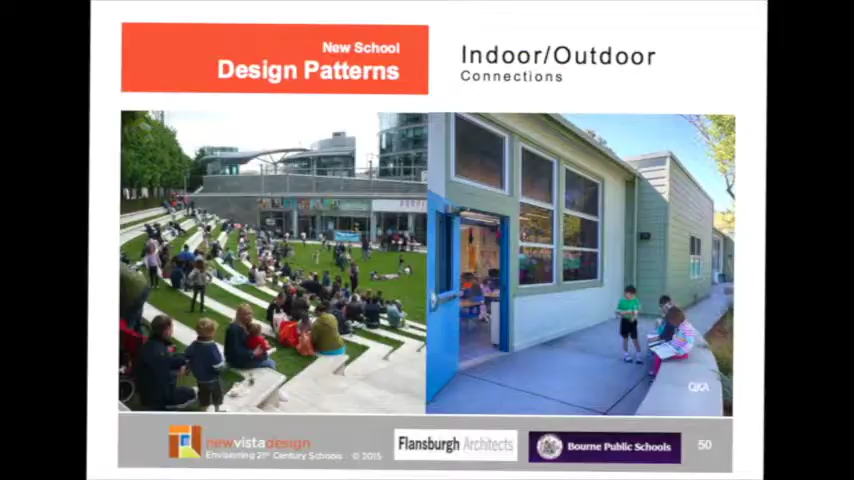 New School
Design Patterns
Indoor/Outdoor
Connections
QKA
newvistadesign
Envisioning 21st Century Schools © 2015
Flansburgh Architects
Bourne Public Schools
50